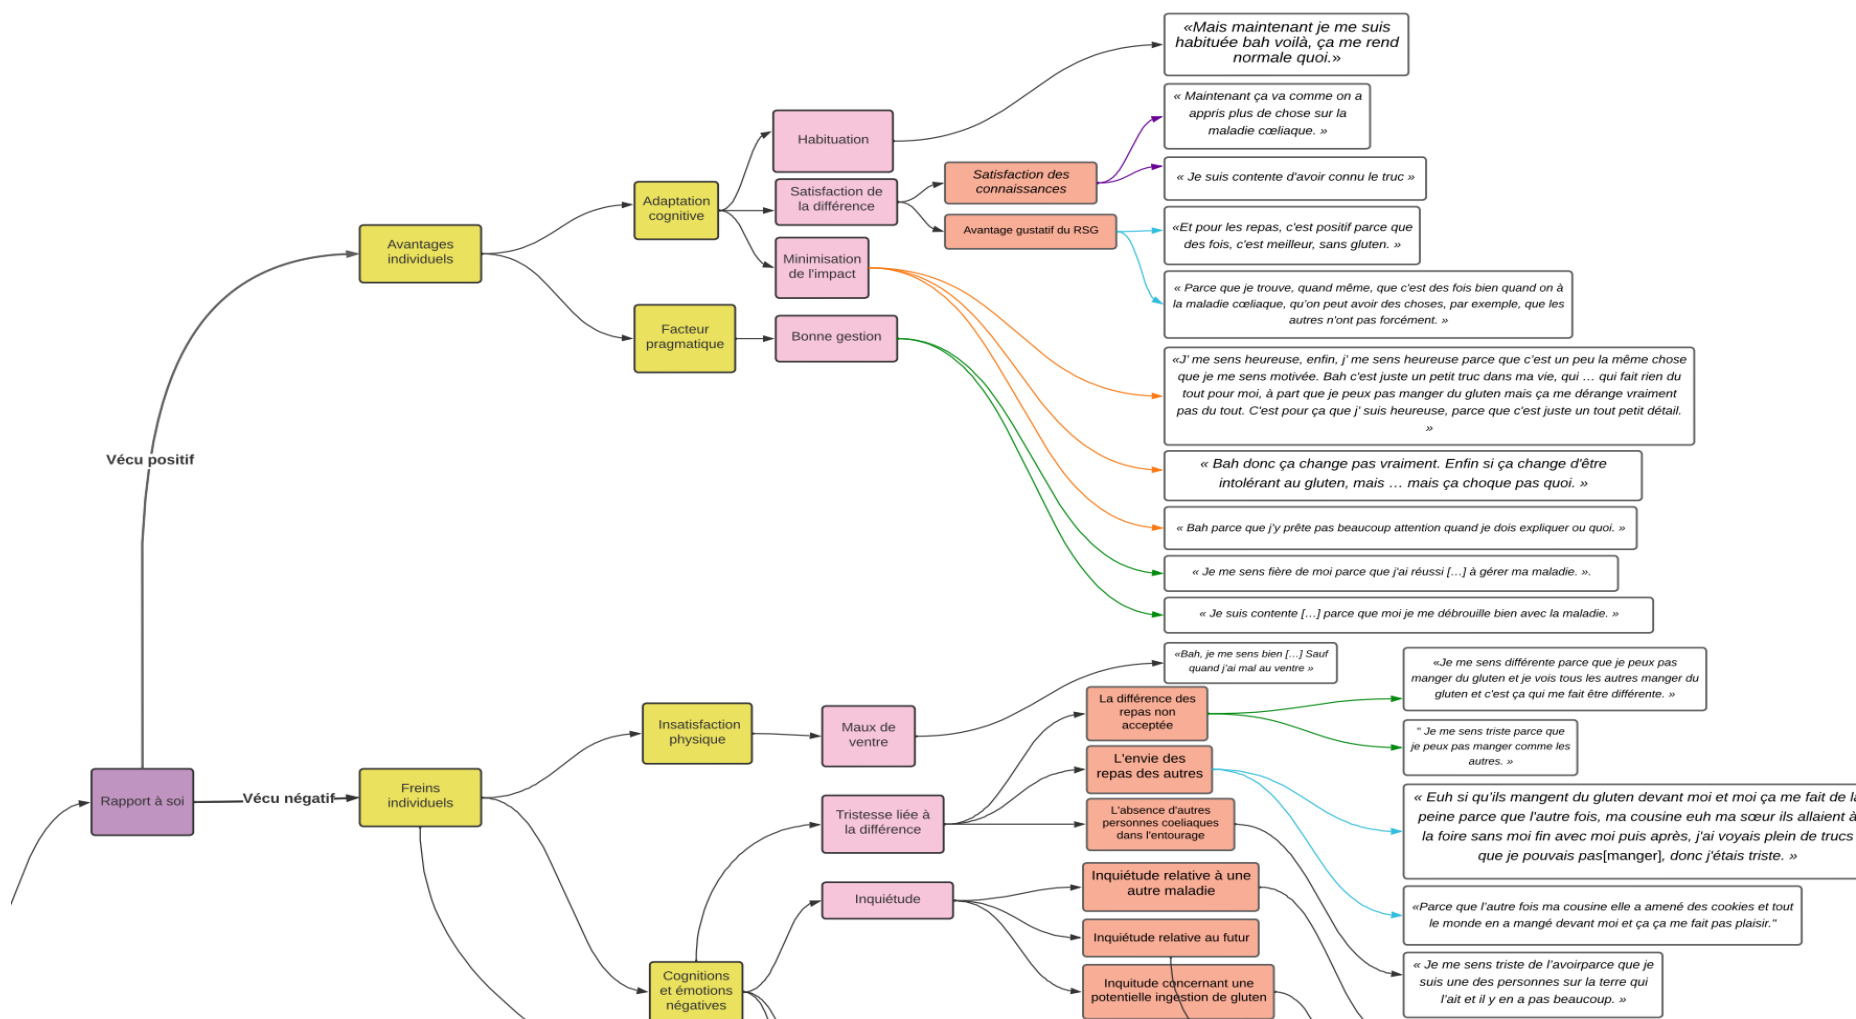 «Mais maintenant je me suis
habituée bah voilà, ça me rend
normale quoi.»
« Maintenant ça va comme on a
appris plus de chose sur la
maladie cœliaque. »
Habituation
Satisfaction des
connaissances
« Je suis contente d'avoir connu le truc »
Adaptation
cognitive
Satisfaction de
la différence
Avantage gustatif du RSG
«Et pour les repas, c'est positif parce que
des fois, c'est meilleur, sans gluten. »
Avantages
individuels
Minimisation
de l'impact
« Parce que je trouve, quand même, que c'est des fois bien quand on à
la maladie cœliaque, qu'on peut avoir des choses, par exemple, que les
autres n'ont pas forcément. »
Facteur
pragmatique
Bonne gestion
«J' me sens heureuse, enfin, j' me sens heureuse parce que c'est un peu la même chose
que je me sens motivée. Bah c'est juste un petit truc dans ma vie, qui … qui fait rien du
tout pour moi, à part que je peux pas manger du gluten mais ça me dérange vraiment
pas du tout. C'est pour ça que j' suis heureuse, parce que c'est juste un tout petit détail.
»
Vécu positif
« Bah donc ça change pas vraiment. Enfin si ça change d'être
intolérant au gluten, mais … mais ça choque pas quoi. »
« Bah parce que j'y prête pas beaucoup attention quand je dois expliquer ou quoi. »
« Je me sens fière de moi parce que j'ai réussi […] à gérer ma maladie. ».
« Je suis contente […] parce que moi je me débrouille bien avec la maladie. »
«Bah, je me sens bien […] Sauf
quand j'ai mal au ventre »
«Je me sens différente parce que je peux pas
manger du gluten et je vois tous les autres manger du
gluten et c'est ça qui me fait être différente. »
La différence des
repas non
acceptée
Insatisfaction
physique
Maux de
ventre
" Je me sens triste parce que
je peux pas manger comme les
autres. »
L'envie des
repas des autres
Rapport à soi
Vécu négatif
Freins
individuels
Tristesse liée à
la différence
L'absence d'autres
personnes coeliaques
dans l'entourage
« Euh si qu'ils mangent du gluten devant moi et moi ça me fait de la
peine parce que l'autre fois, ma cousine euh ma sœur ils allaient à
la foire sans moi fin avec moi puis après, j'ai voyais plein de trucs
que je pouvais pas[manger], donc j'étais triste. »
Inquiétude
Inquiétude relative à une
autre maladie
«Parce que l'autre fois ma cousine elle a amené des cookies et tout
le monde en a mangé devant moi et ça ça me fait pas plaisir."
Inquiétude relative au futur
Cognitions
et émotions
négatives
Inquitude concernant une
potentielle ingestion de gluten
« Je me sens triste de l'avoirparce que je
suis une des personnes sur la terre qui
l'ait et il y en a pas beaucoup. »